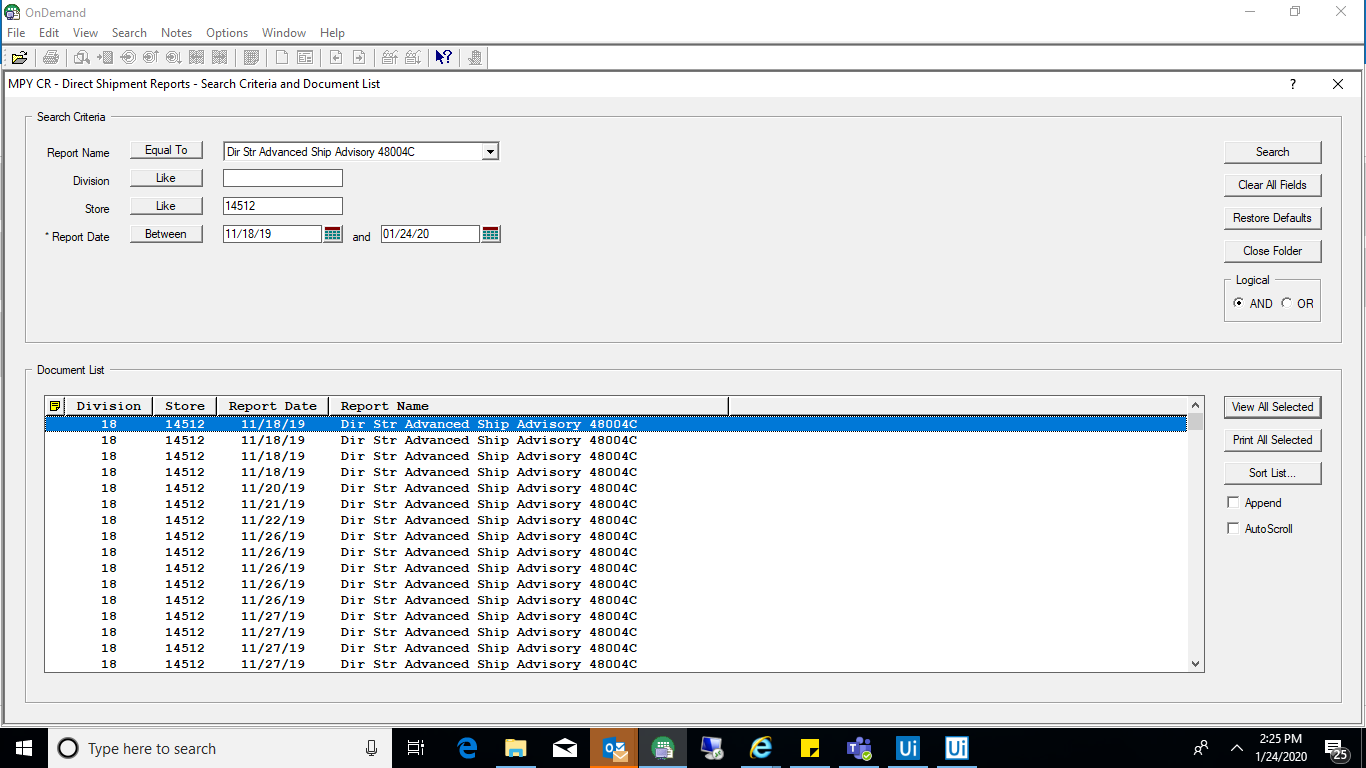 OnDemand
File Edit View Search Notes Options Window Help
MPY CR - Direct Shipment Reports - Search Criteria and Document List
Search Criteria
Report Name Equal To Dir Str Advanced Ship Advisory 48004C Search
Division Like Clear All Fields
Store Like 14512 Restore Defaults
* Report Date Between 11/18/19 and 01/24/20 Close Folder
Logical
AND OR
Document List
Division Store Report Date Report Name View All Selected
18 14512 11/18/19 Dir Str Advanced Ship Advisory 48004C
18 14512 11/18/19 Dir Str Advanced Ship Advisory 48004C Print All Selected
18 14512 11/18/19 Dir Str Advanced Ship Advisory 48004C
18 14512 11/18/19 Dir Str Advanced Ship Advisory 48004C Sort List...
18 14512 11/20/19 Dir Str Advanced Ship Advisory 48004C
18 14512 11/21/19 Dir Str Advanced Ship Advisory 48004C Append
18 14512 11/22/19 Dir Str Advanced Ship Advisory 48004C AutoScroll
18 14512 11/26/19 Dir Str Advanced Ship Advisory 48004C
18 14512 11/26/19 Dir Str Advanced Ship Advisory 48004C
18 14512 11/26/19 Dir Str Advanced Ship Advisory 48004C
18 14512 11/26/19 Dir Str Advanced Ship Advisory 48004C
18 14512 11/26/19 Dir Str Advanced Ship Advisory 48004C
18 14512 11/27/19 Dir Str Advanced Ship Advisory 48004C
18 14512 11/27/19 Dir Str Advanced Ship Advisory 48004C
18 14512 11/27/19 Dir Str Advanced Ship Advisory 48004C
18 14512 11/27/19 Dir Str Advanced Ship Advisory 48004C
Type here to search Ui Ui 2:25 PM
1/24/2020 25